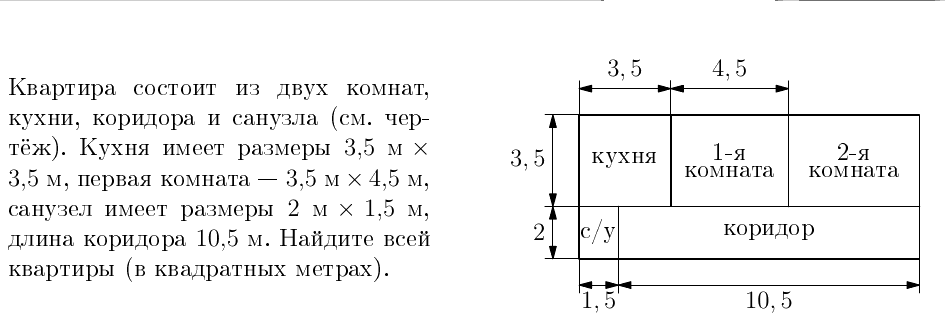 Квартира состоит из двух комнат,
кухни, коридора и санузла (см. чер-
тёж). Кухня имеет размеры 3,5 м ×
3,5 м, первая комната — 3,5 м × 4,5 м,
санузел имеет размеры 2 м × 1,5 м,
длина коридора 10,5 м. Найдите всей
квартиры (в квадратных метрах).
3, 5
4, 5
3, 5
кухня
1-я
комната
2-я
комната
2
с/у
коридор
1, 5
10, 5